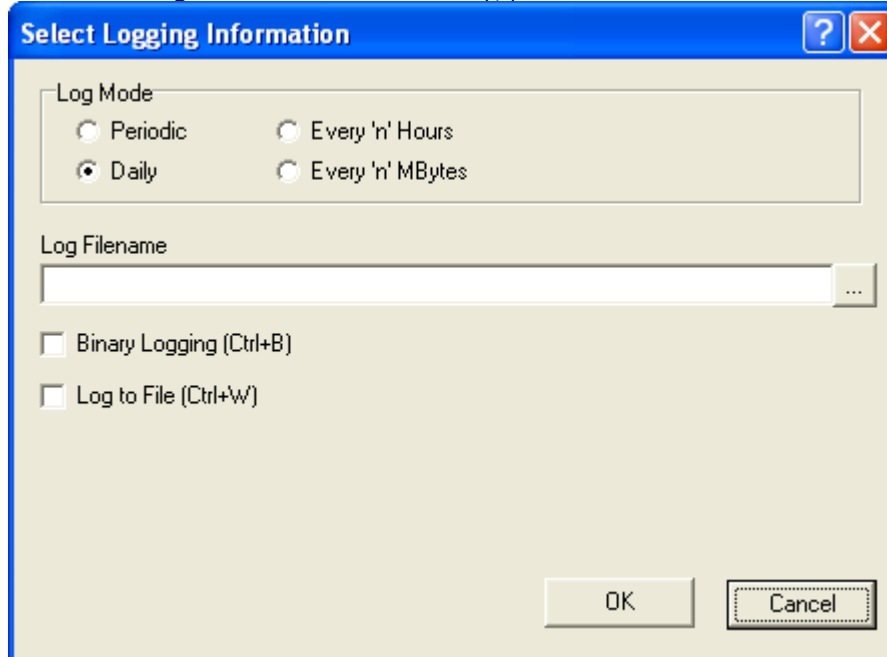 Select Logging Information
Log Mode
Periodic
Every 'n' Hours
Daily
Every 'n' MBytes
Log Filename
...
Binary Logging (Ctrl+B)
Log to File (Ctrl+W)
OK
Cancel